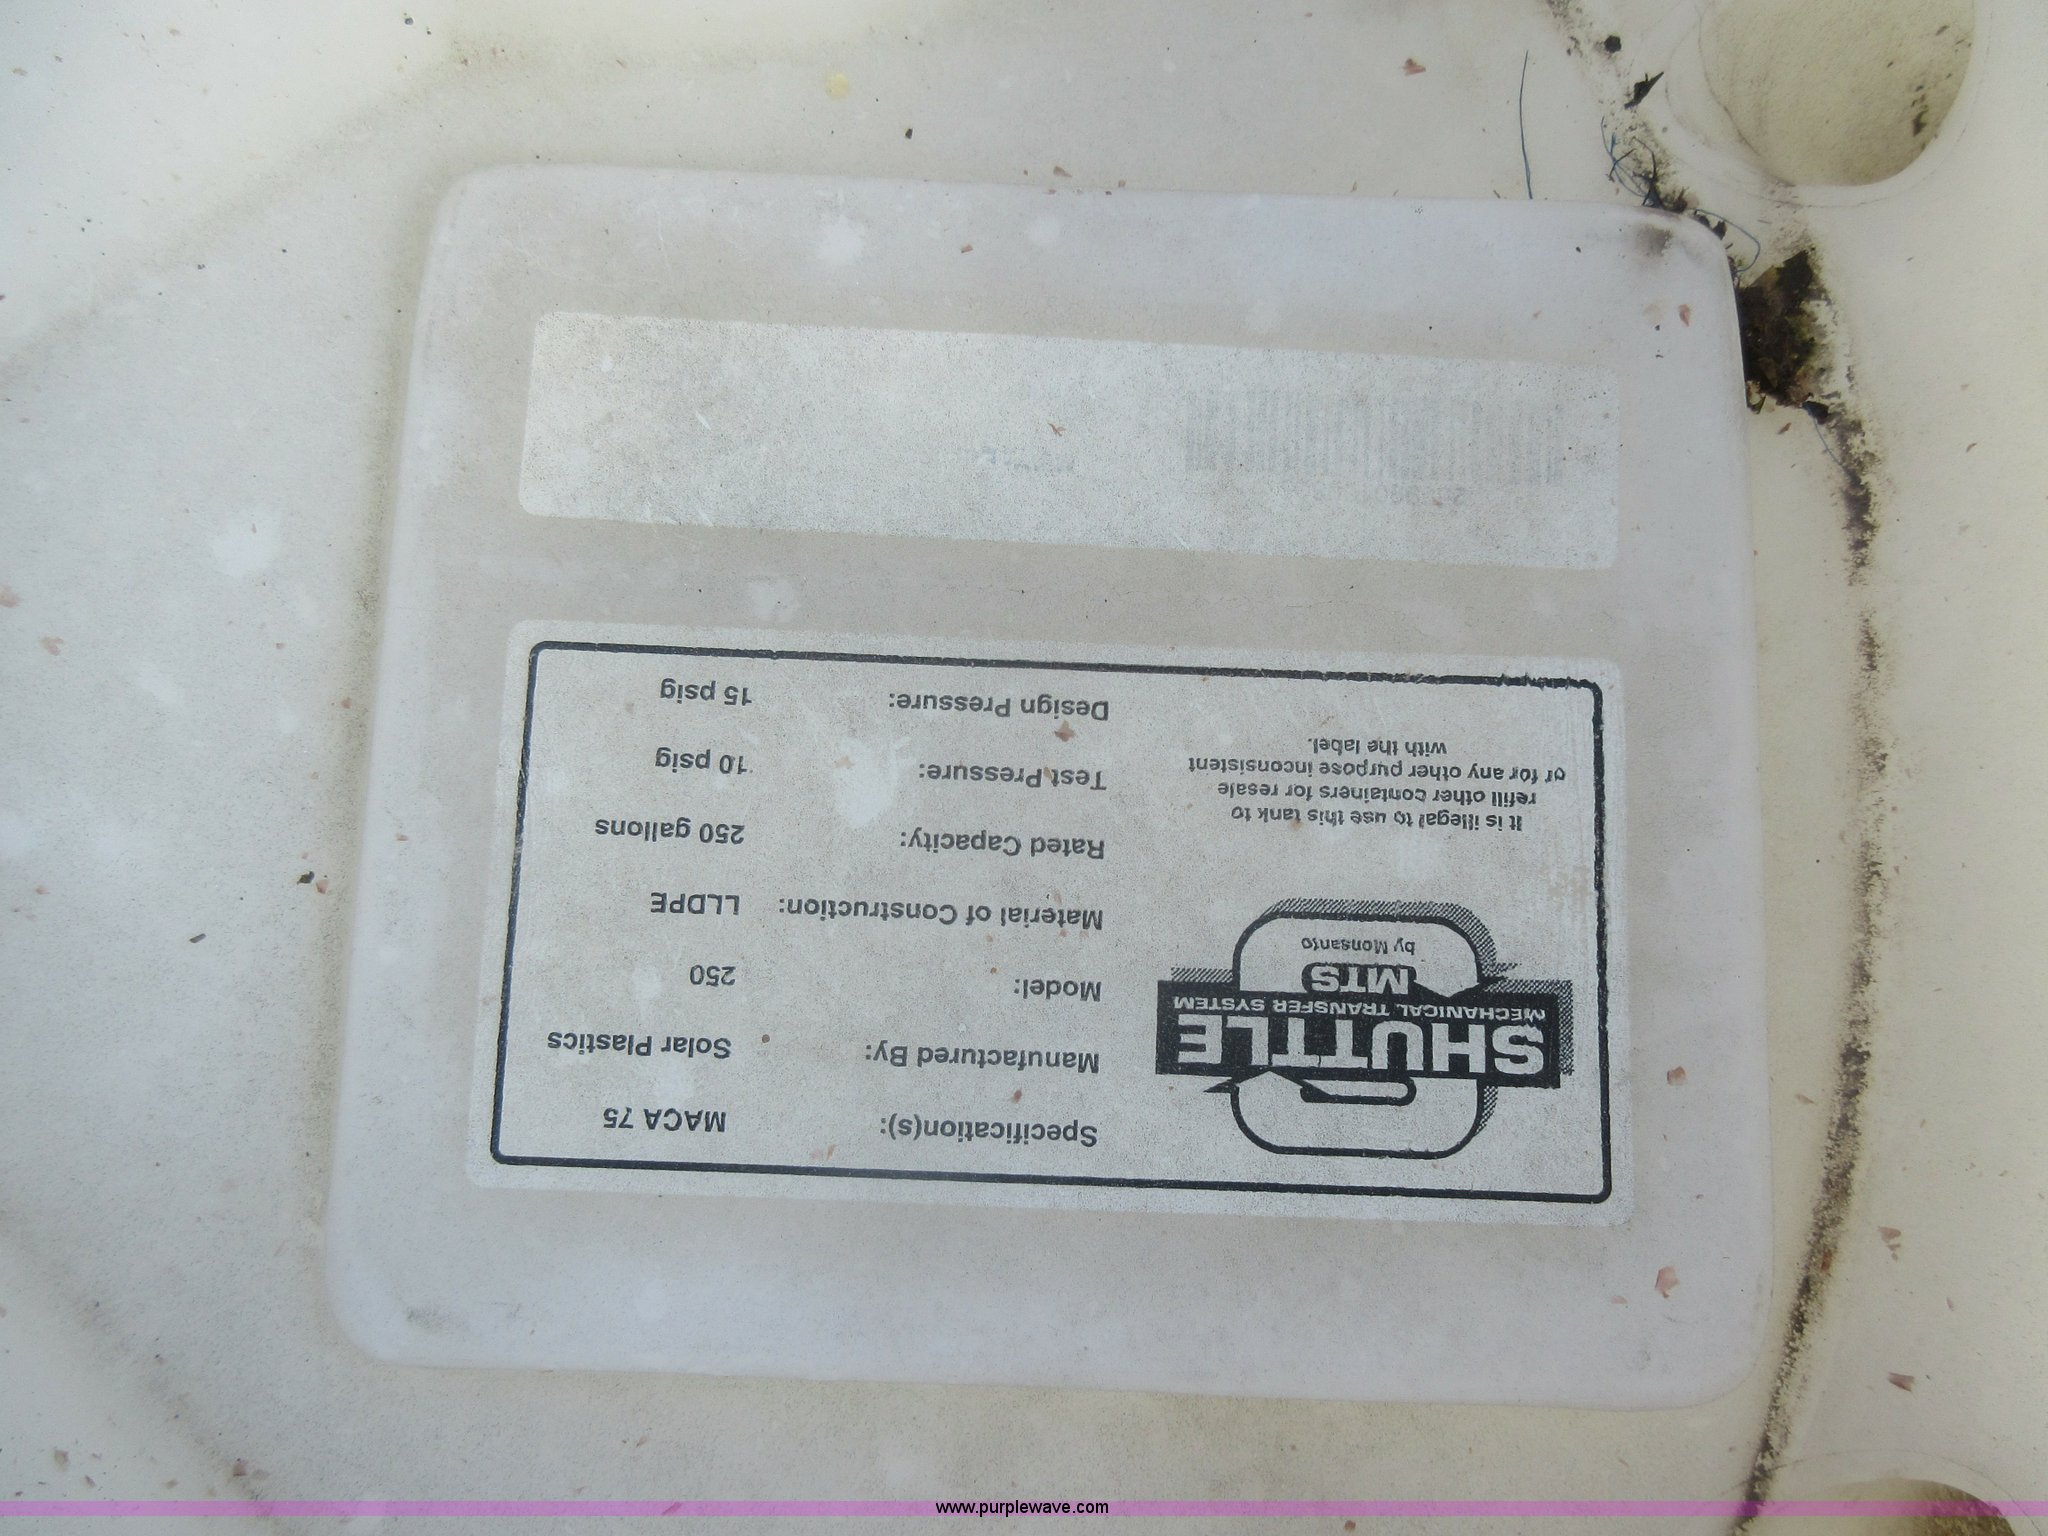 SHUTTLE
MECHANICAL TRANSFER SYSTEM
MTS
by Monsanto
It is illegal to use this tank to
refill other containers for resale
or for any other purpose inconsistent
with the label.
Specification(s): MACA 75
Manufactured By: Solar Plastics
Model: 250
Material of Construction: LLDPE
Rated Capacity: 250 gallons
Test Pressure: 10 psig
Design Pressure: 15 psig
www.purplewave.com